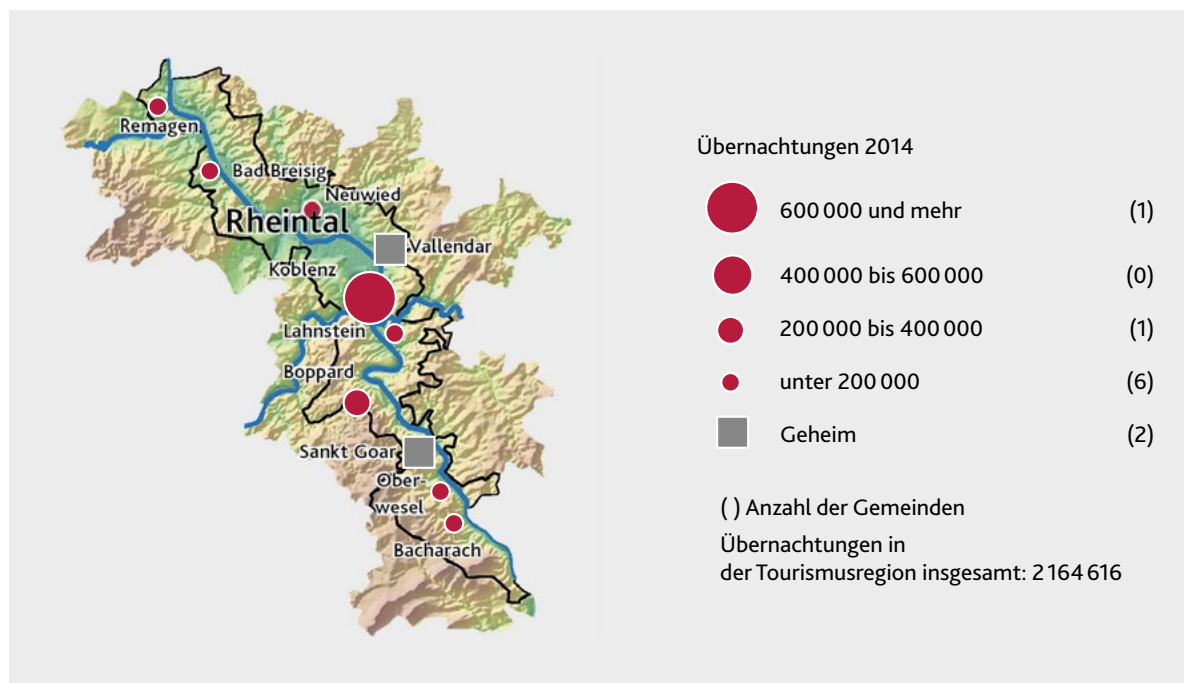 Remagen
Bad Breisig
Neuwied
Rheintal
Vallendar
Koblenz
Lahnstein
Boppard
Sankt Goar
Ober-
wesel
Bacharach
Übernachtungen 2014
600 000 und mehr (1)
400 000 bis 600 000 (0)
200 000 bis 400 000 (1)
unter 200 000 (6)
Geheim (2)
( ) Anzahl der Gemeinden
Übernachtungen in
der Tourismusregion insgesamt: 2 164 616